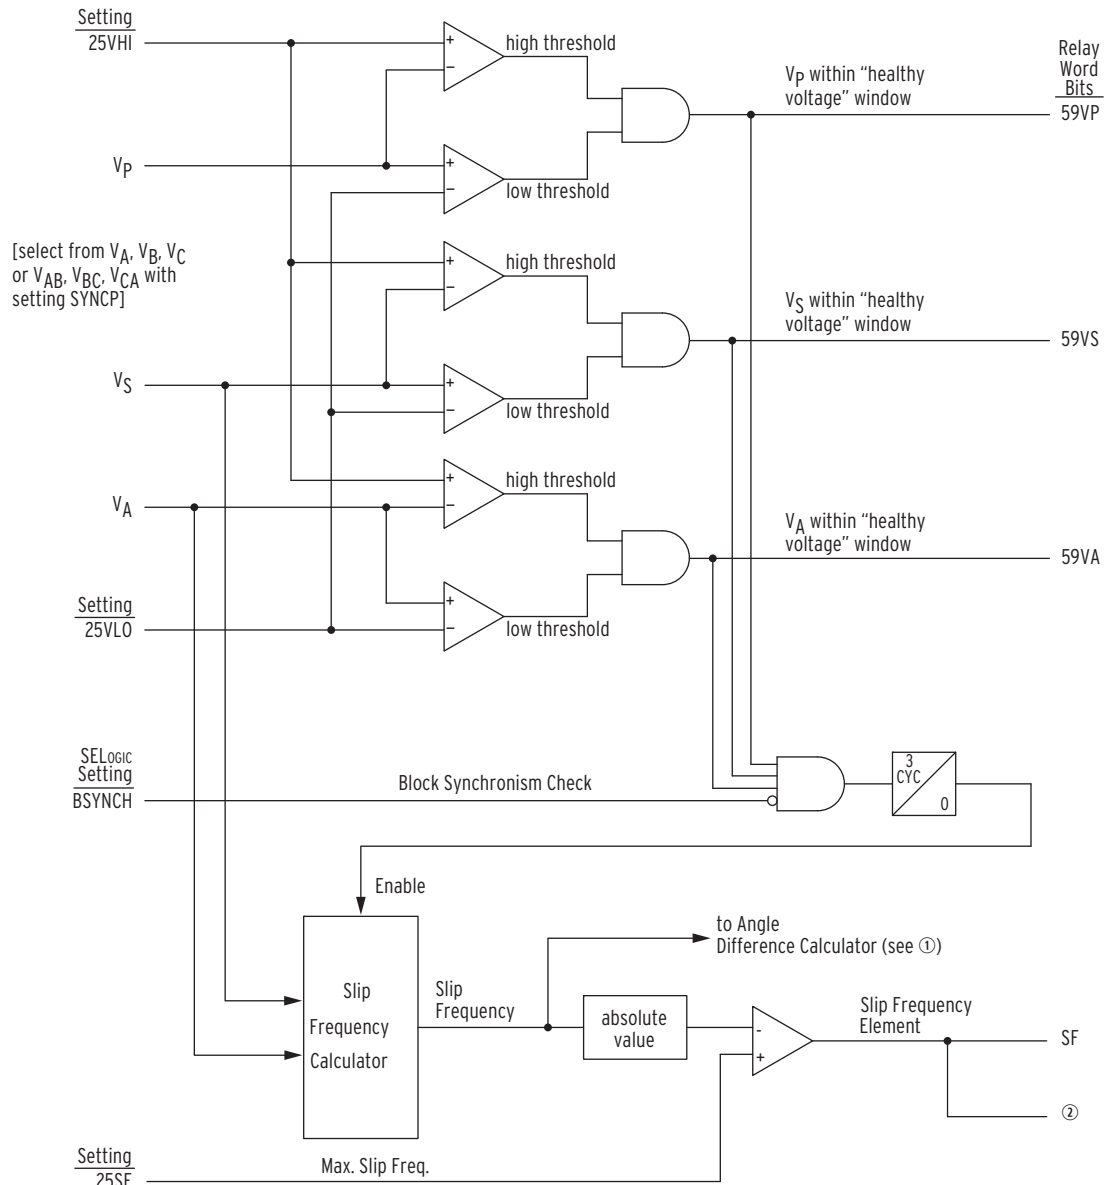 Setting
25VHI
+
−
high threshold
Relay
Word
Bits
VP within “healthy
voltage” window
59VP
VP
+
−
low threshold
[select from VA, VB, VC
or VAB, VBC, VCA with
setting SYNCP]
+
−
high threshold
VS within “healthy
voltage” window
59VS
VS
+
−
low threshold
+
−
high threshold
VA
VA within “healthy
voltage” window
59VA
Setting
25VLO
+
−
low threshold
SELOGIC
Setting
BSYNCH
Block Synchronism Check
3
CYC
0
Enable
to Angle
Difference Calculator (see ①)
Slip
Frequency
Calculator
Slip
Frequency
absolute
value
-
+
Slip Frequency
Element
SF
②
Setting
25SF
Max. Slip Freq.